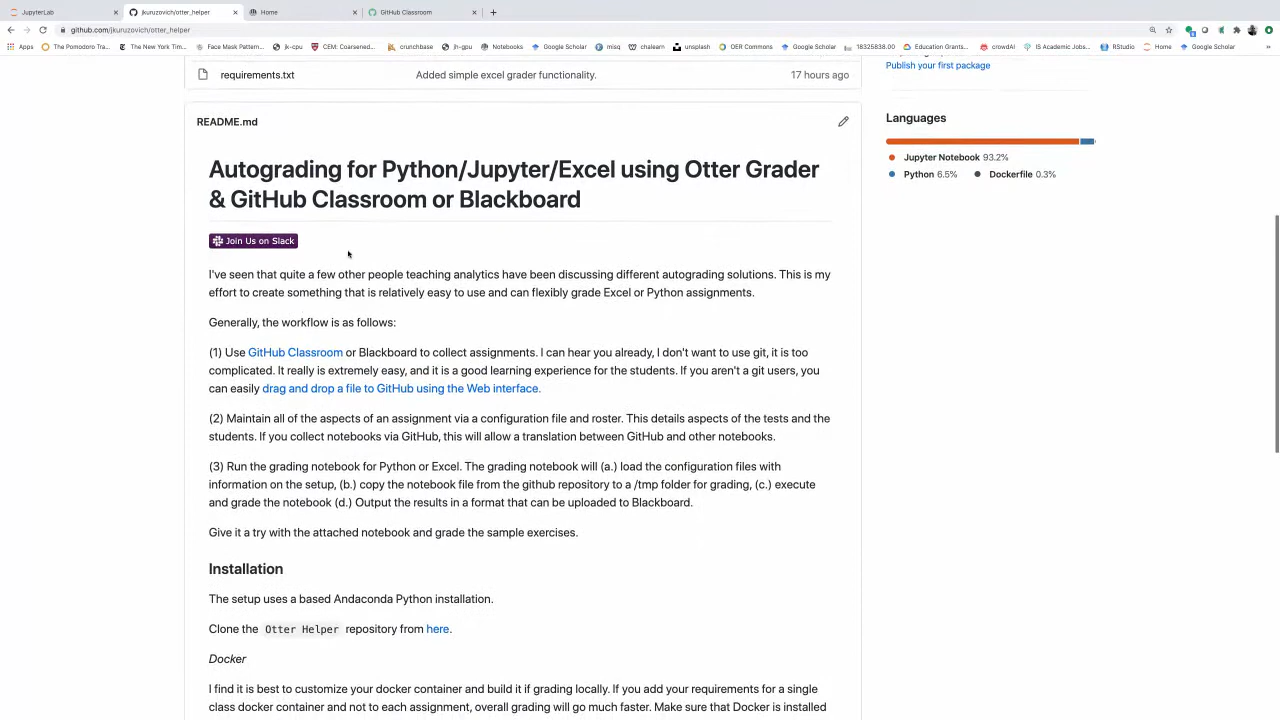 JupyterLab
jkuruzovich/otter_helper
Home
GitHub Classroom
github.com/jkuruzovich/otter_helper
Apps
The Pomodoro Tra...
The New York Tim...
Face Mask Pattern...
jk-cpu
CEM: Coarsened...
crunchbase
jh-gpu
Notebooks
Google Scholar
misq
chalearn
unsplash
OER Commons
Google Scholar
18325838.00
Education Grants...
crowdAI
IS Academic Jobs...
RStudio
Home
Google Scholar
»
requirements.txt
Added simple excel grader functionality.
17 hours ago
Publish your first package
README.md
Languages
Jupyter Notebook 93.2%
Python 6.5%
Dockerfile 0.3%
Autograding for Python/Jupyter/Excel using Otter Grader
& GitHub Classroom or Blackboard
Join Us on Slack
I've seen that quite a few other people teaching analytics have been discussing different autograding solutions. This is my
effort to create something that is relatively easy to use and can flexibly grade Excel or Python assignments.
Generally, the workflow is as follows:
(1) Use GitHub Classroom or Blackboard to collect assignments. I can hear you already, I don't want to use git, it is too
complicated. It really is extremely easy, and it is a good learning experience for the students. If you aren't a git users, you
can easily drag and drop a file to GitHub using the Web interface.
(2) Maintain all of the aspects of an assignment via a configuration file and roster. This details aspects of the tests and the
students. If you collect notebooks via GitHub, this will allow a translation between GitHub and other notebooks.
(3) Run the grading notebook for Python or Excel. The grading notebook will (a.) load the configuration files with
information on the setup, (b.) copy the notebook file from the github repository to a /tmp folder for grading, (c.) execute
and grade the notebook (d.) Output the results in a format that can be uploaded to Blackboard.
Give it a try with the attached notebook and grade the sample exercises.
Installation
The setup uses a based Andaconda Python installation.
Clone the Otter Helper repository from here.
Docker
I find it is best to customize your docker container and build it if grading locally. If you add your requirements for a single
class docker container and not to each assignment, overall grading will go much faster. Make sure that Docker is installed